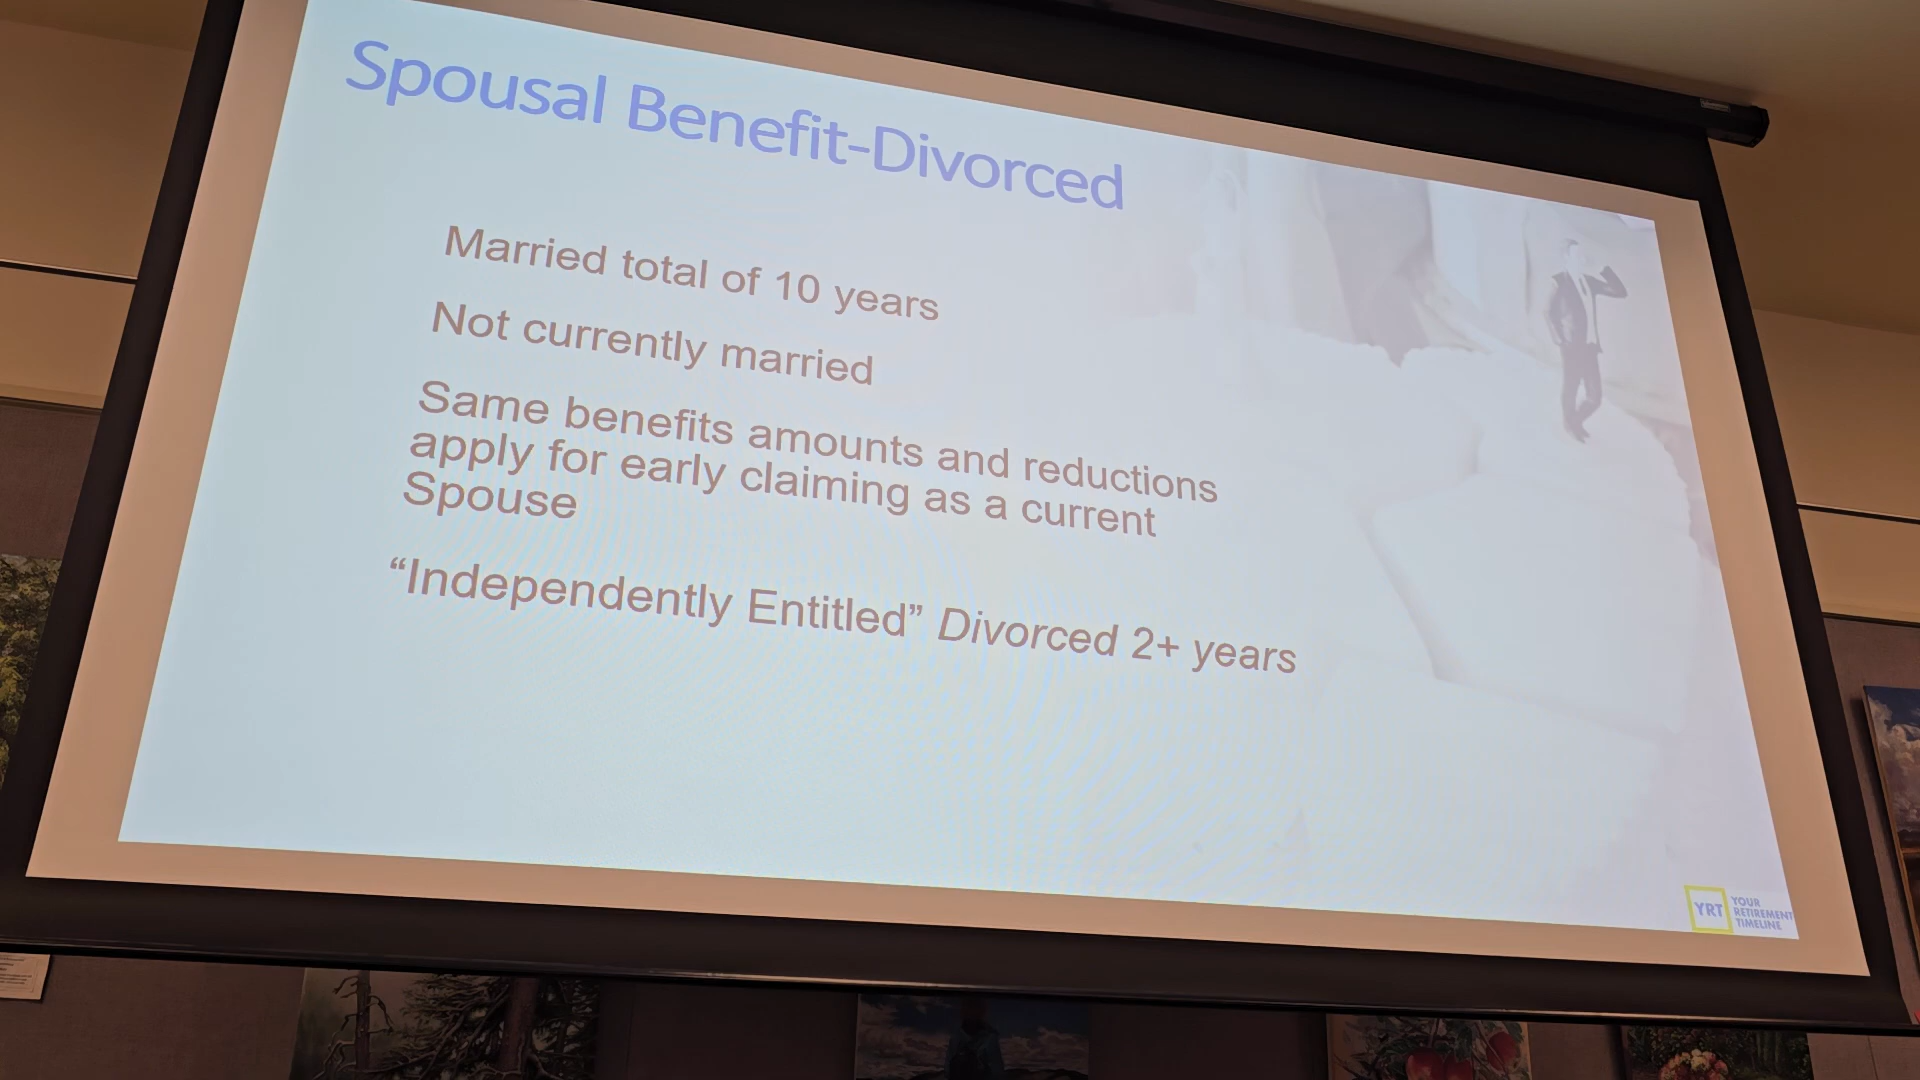 Spousal Benefit-Divorced
Married total of 10 years
Not currently married
Same benefits amounts and reductions
apply for early claiming as a current
Spouse
“Independently Entitled” Divorced 2+ years
YRT
YOUR
RETIREMENT
TIMELINE